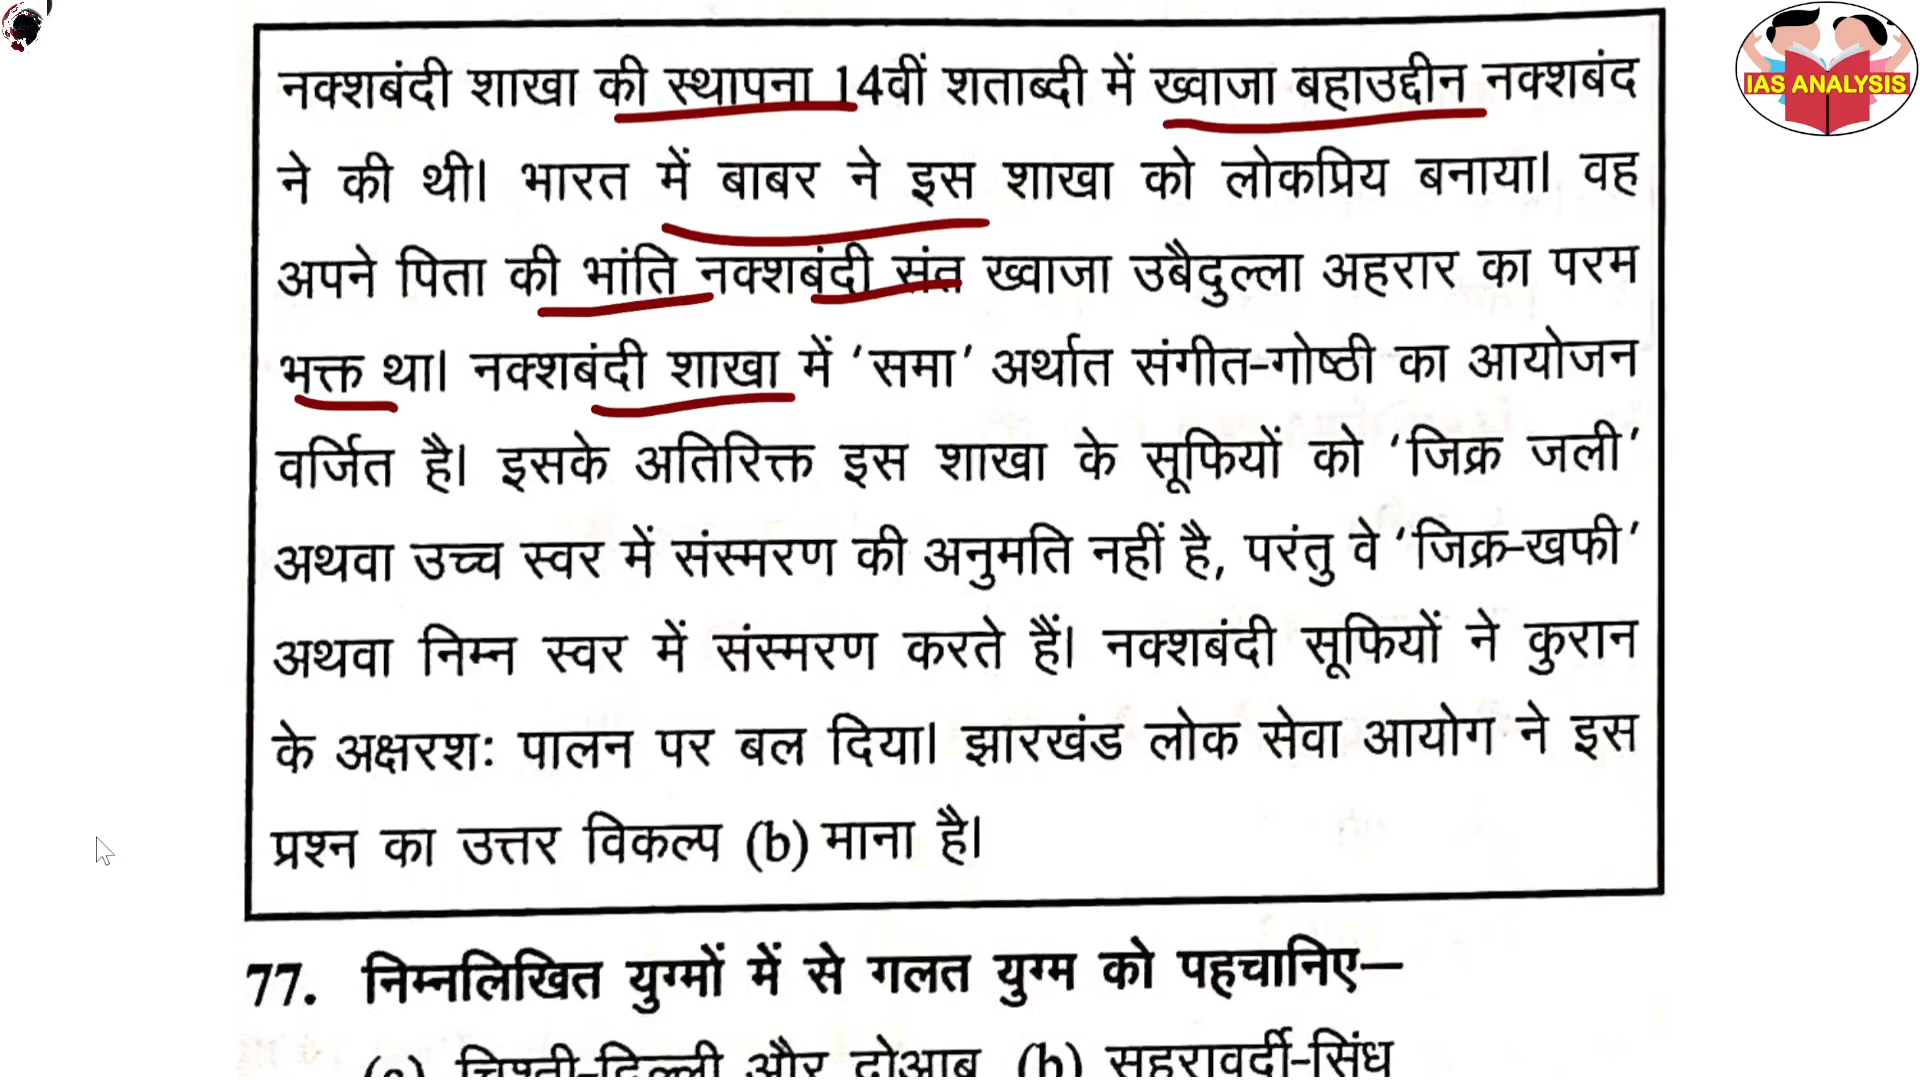 IAS ANALYSIS
नक्शबंदी शाखा की स्थापना 14वीं शताब्दी में ख्वाजा बहाउद्दीन नक्शबंद
ने की थी। भारत में बाबर ने इस शाखा को लोकप्रिय बनाया। वह
अपने पिता की भांति नक्शबंदी संत ख्वाजा उबैदुल्ला अहरार का परम
भक्त था। नक्शबंदी शाखा में ‘समा’ अर्थात संगीत-गोष्ठी का आयोजन
वर्जित है। इसके अतिरिक्त इस शाखा के सूफियों को ‘जिक्र जली’
अथवा उच्च स्वर में संस्मरण की अनुमति नहीं है, परंतु वे ‘जिक्र-खफी’
अथवा निम्न स्वर में संस्मरण करते हैं। नक्शबंदी सूफियों ने कुरान
के अक्षरशः पालन पर बल दिया। झारखंड लोक सेवा आयोग ने इस
प्रश्न का उत्तर विकल्प (b) माना है।
77. निम्नलिखित युग्मों में से गलत युग्म को पहचानिए—
(a) चिश्ती-दिल्ली और दोआब (b) सुहरावर्दी-सिंध